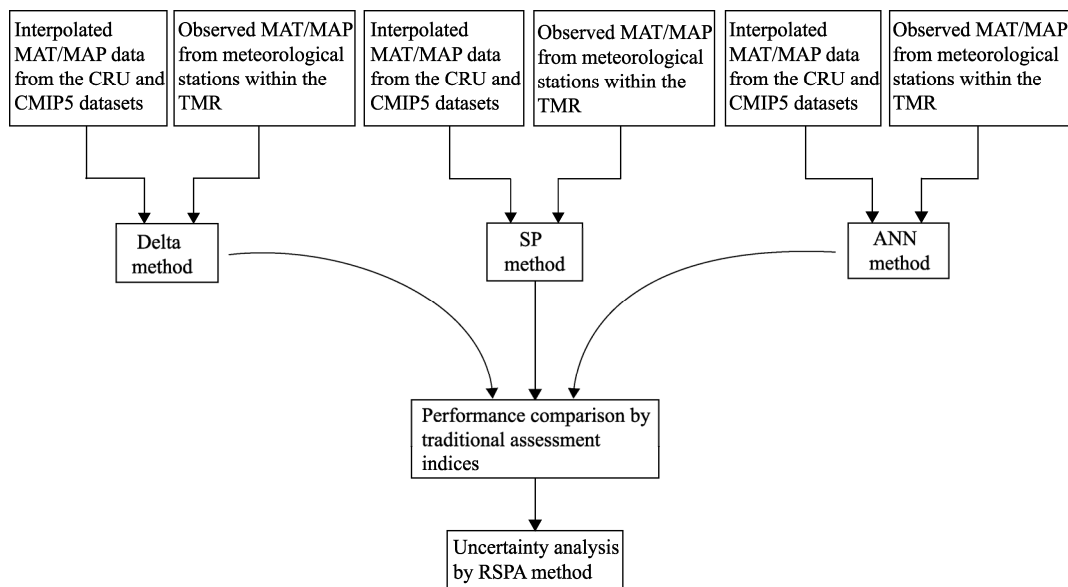 Interpolated
MAT/MAP data
from the CRU and
CMIP5 datasets
Observed MAT/MAP
from meteorological
stations within the
TMR
Interpolated
MAT/MAP data
from the CRU and
CMIP5 datasets
Observed MAT/MAP
from meteorological
stations within the
TMR
Interpolated
MAT/MAP data
from the CRU and
CMIP5 datasets
Observed MAT/MAP
from meteorological
stations within the
TMR
Delta
method
SP
method
ANN
method
Performance comparison by
traditional assessment
indices
Uncertainty analysis
by RSPA method